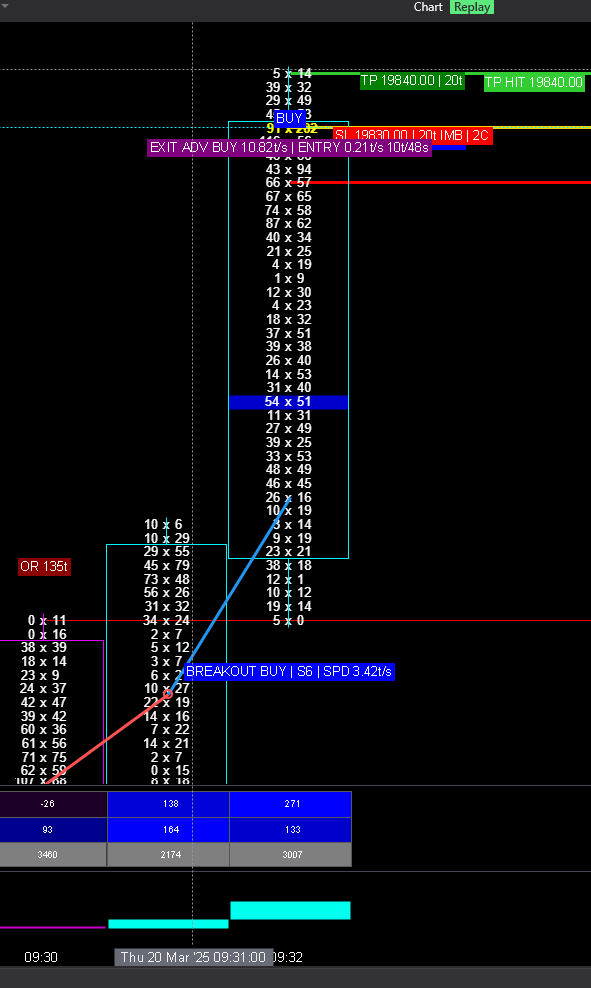 Chart Replay
5 x 14
TP 19840.00 | 20t
TP HIT 19840.00
39 x 32
29 x 49
BUY
91 x 202
SL 19830.00 | 20t IMB | 2C
EXIT ADV BUY 10.82t/s | ENTRY 0.21t/s 10t/48s
43 x 94
66 x 57
67 x 65
74 x 58
87 x 62
40 x 34
21 x 25
4 x 19
1 x 9
12 x 30
4 x 23
18 x 32
37 x 51
39 x 38
26 x 40
14 x 53
31 x 40
54 x 51
11 x 31
27 x 49
39 x 25
33 x 53
48 x 49
46 x 45
26 x 16
10 x 19
3 x 14
9 x 19
23 x 21
38 x 18
12 x 1
10 x 12
19 x 14
5 x 0
10 x 6
10 x 29
29 x 55
45 x 79
73 x 48
56 x 26
31 x 32
34 x 24
2 x 7
5 x 12
3 x 7
6 x
10 x 27
22 x 19
14 x 16
7 x 22
14 x 21
2 x 7
0 x 15
8 x 18
OR 135t
0 x 11
0 x 16
38 x 39
18 x 14
23 x 9
24 x 37
42 x 47
39 x 42
60 x 36
61 x 56
71 x 75
62 x 59
107 x 88
BREAKOUT BUY | S6 | SPD 3.42t/s
-26 138 271
93 164 133
3460 2174 3007
09:30 Thu 20 Mar '25 09:31:00 09:32